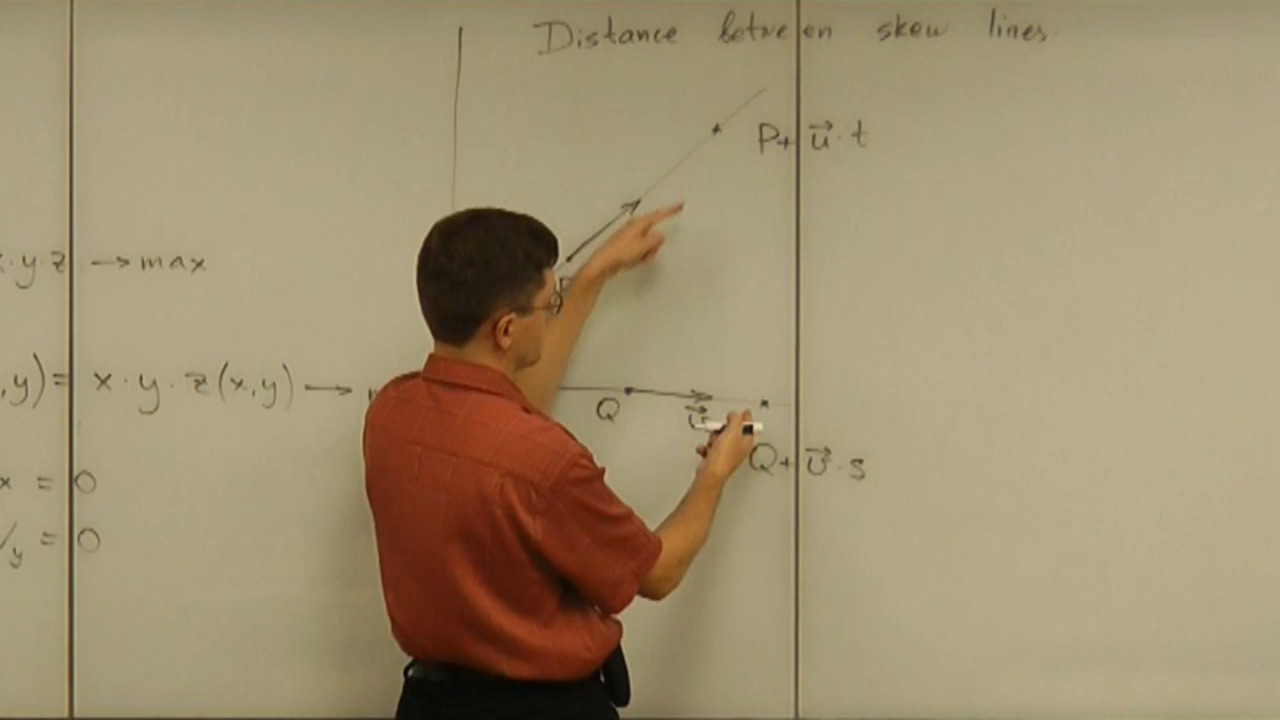 Distance between skew lines
P+ u⃗ · t
x · y · z → max
P
,y) = x · y · z(x,y) →
Q
v⃗
Q+ v⃗ · s
x = 0
y = 0